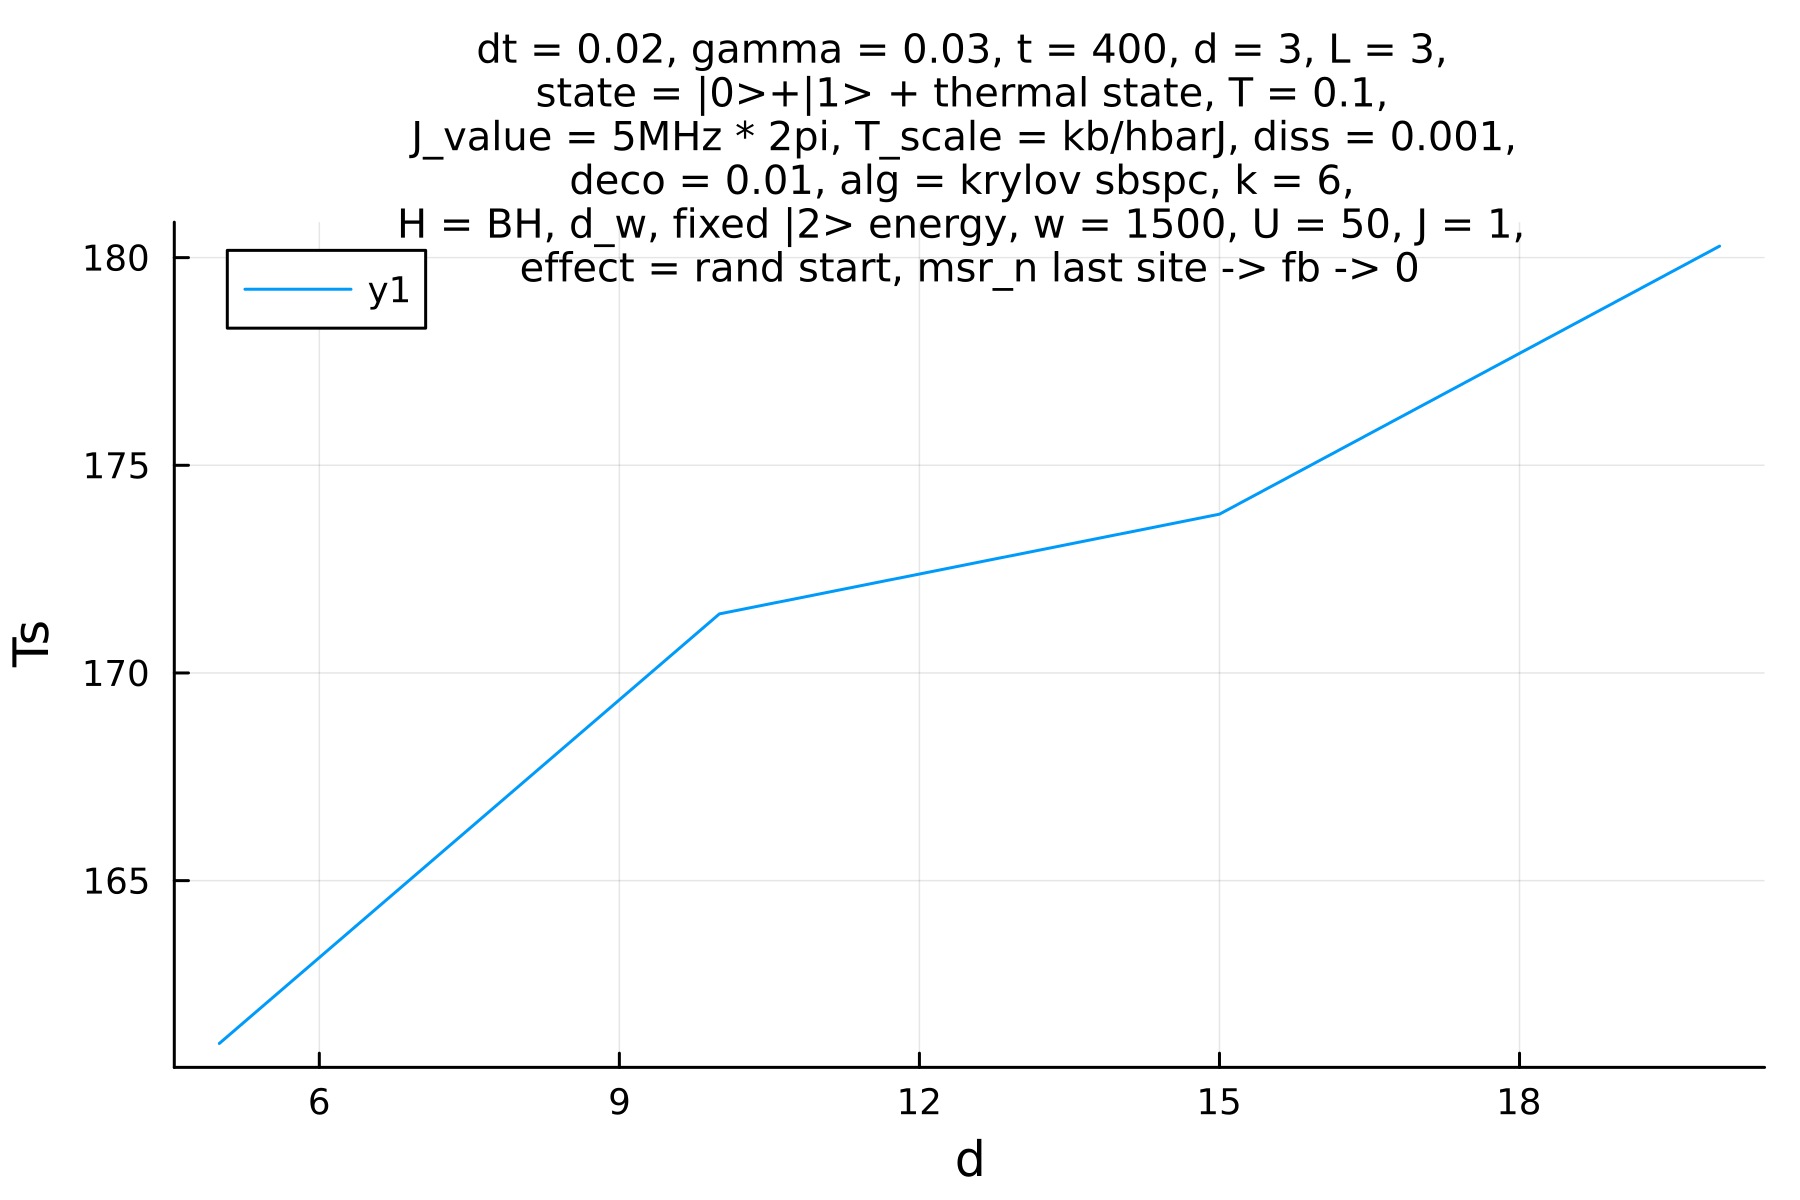 dt = 0.02, gamma = 0.03, t = 400, d = 3, L = 3,
state = |0>+|1> + thermal state, T = 0.1,
J_value = 5MHz * 2pi, T_scale = kb/hbarJ, diss = 0.001,
deco = 0.01, alg = krylov sbspc, k = 6,
H = BH, d_w, fixed |2> energy, w = 1500, U = 50, J = 1,
effect = rand start, msr_n last site -> fb -> 0
y1
180
175
170
165
Ts
6 9 12 15 18
d